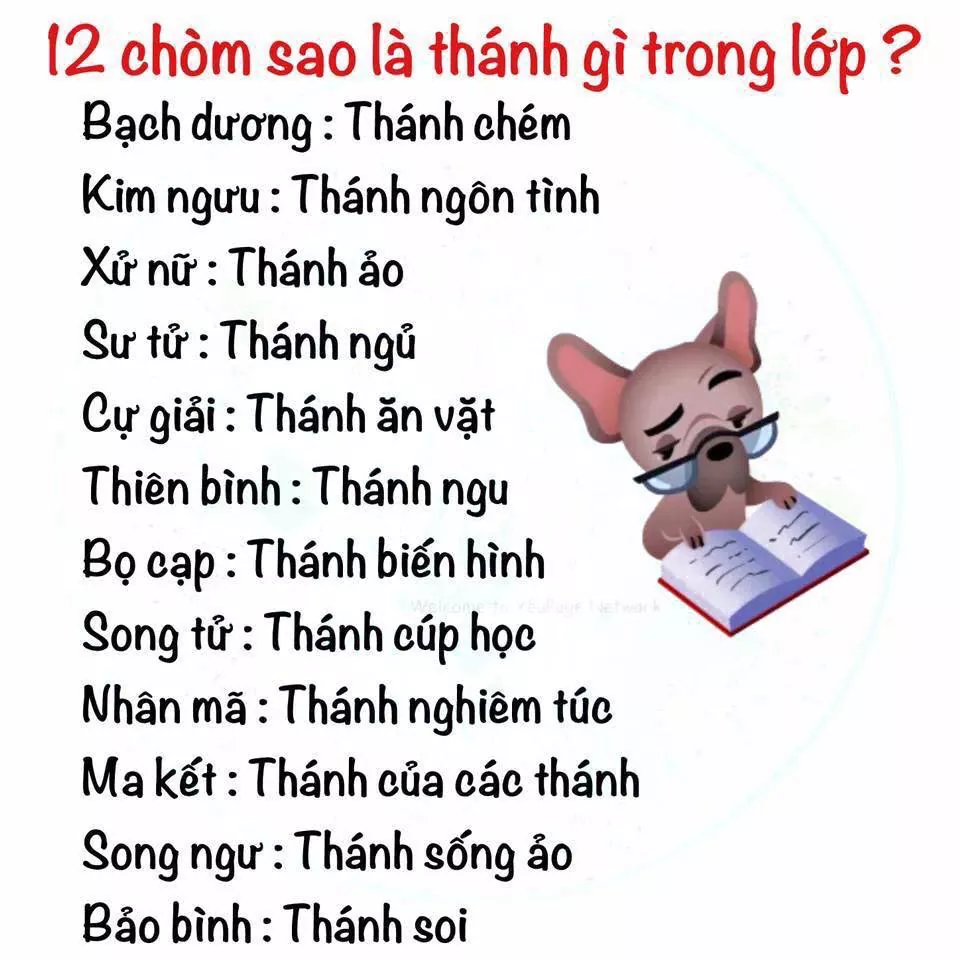 12 chòm sao là thánh gì trong lớp ?
Bạch dương : Thánh chém
Kim ngưu : Thánh ngôn tình
Xử nữ : Thánh ảo
Sư tử : Thánh ngủ
Cự giải : Thánh ăn vặt
Thiên bình : Thánh ngu
Bọ cạp : Thánh biến hình
Welcome to YêuPage Network
Song tử : Thánh cúp học
Nhân mã : Thánh nghiêm túc
Ma kết : Thánh của các thánh
Song ngư : Thánh sống ảo
Bảo bình : Thánh soi